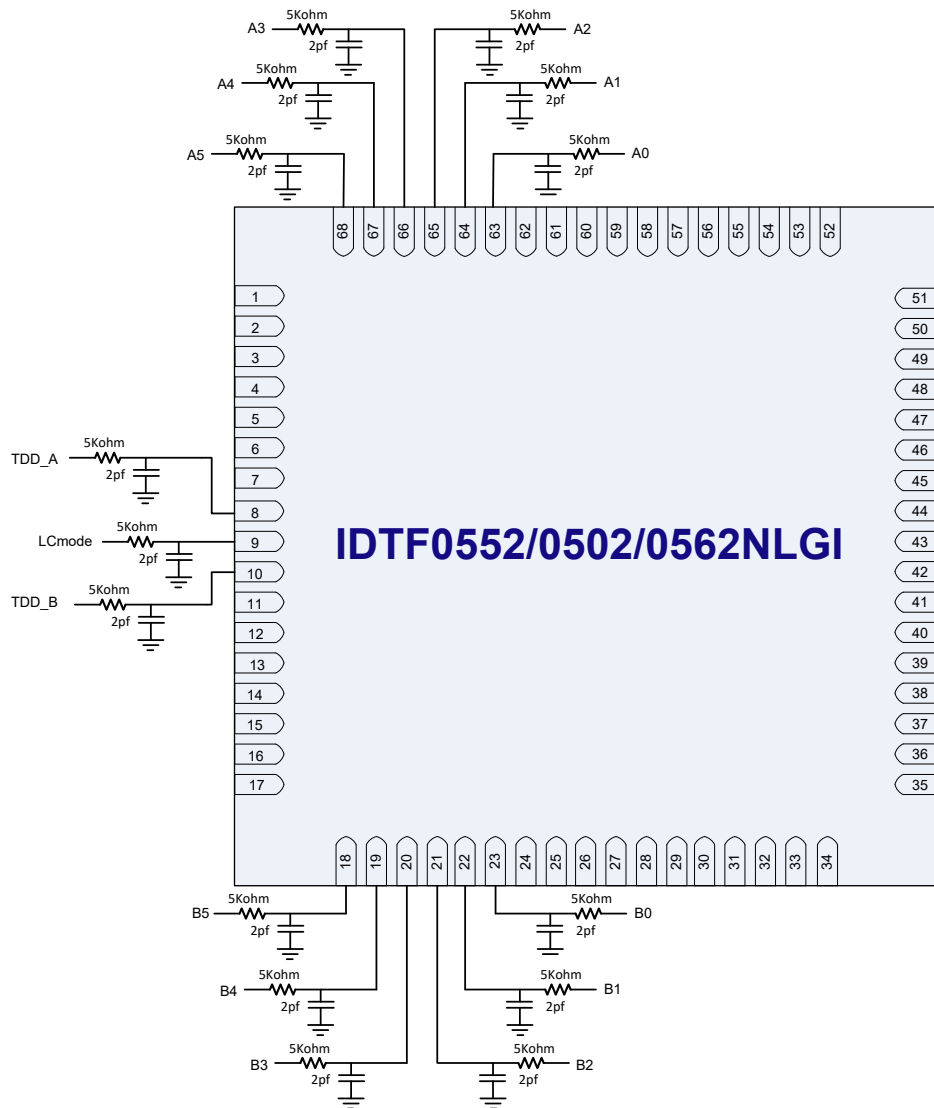 A3 5Kohm 2pf
5Kohm A2 2pf
A4 5Kohm 2pf
5Kohm A1 2pf
A5 5Kohm 2pf
5Kohm A0 2pf
68 67 66 65 64 63 62 61 60 59 58 57 56 55 54 53 52
1 51
2 50
3 49
4 48
5 47
6 46
7 45
8 44
9 43
10 42
11 41
12 40
13 39
14 38
15 37
16 36
17 35
TDD_A 5Kohm 2pf
LCmode 5Kohm 2pf
TDD_B 5Kohm 2pf
IDTF0552/0502/0562NLGI
18 19 20 21 22 23 24 25 26 27 28 29 30 31 32 33 34
B5 5Kohm 2pf
5Kohm B0 2pf
B4 5Kohm 2pf
5Kohm B1 2pf
B3 5Kohm 2pf
5Kohm B2 2pf